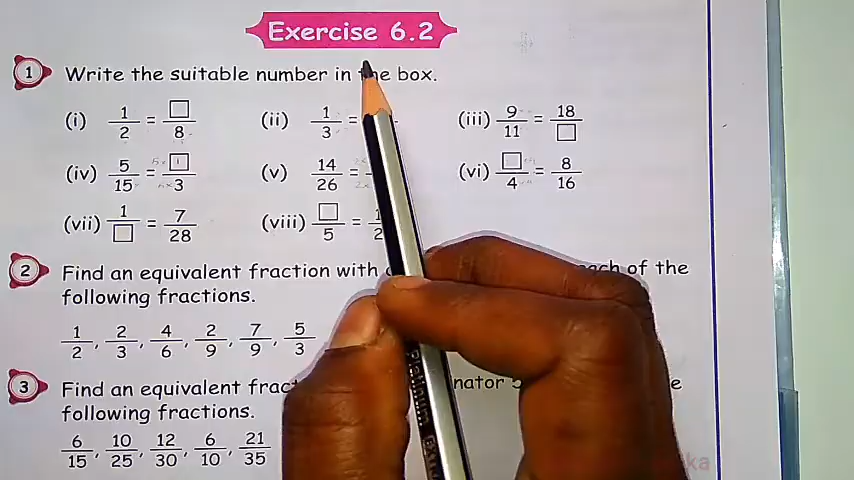 Exercise 6.2
1 Write the suitable number in the box.
(i) 1/2 = □/8 (ii) 1/3 = (iii) 9/11 = 18/□
(iv) 5/15 = □/3 (v) 14/26 = (vi) □/4 = 8/16
(vii) 1/□ = 7/28 (viii) □/5 =
2 Find an equivalent fraction with of the
following fractions.
1/2, 2/3, 4/6, 2/9, 7/9, 5/3
3 Find an equivalent
following fractions.
6/15, 10/25, 12/30, 6/10, 21/35
Platinum